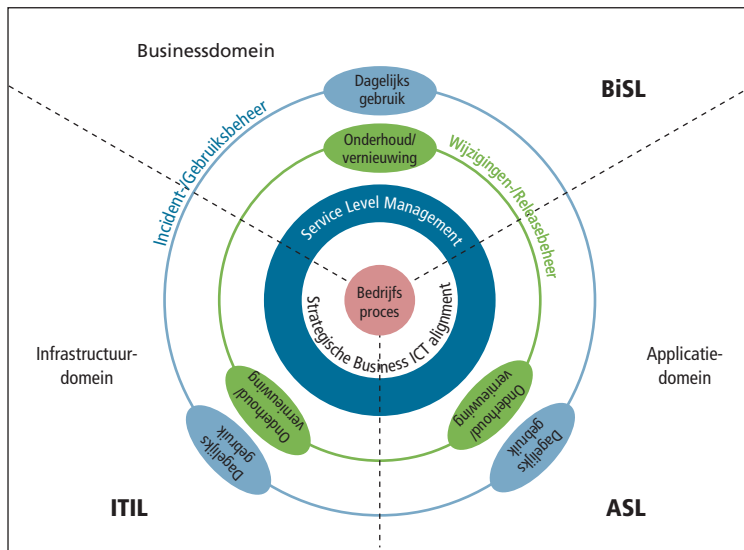 Businessdomein
BiSL
Dagelijks
gebruik
Incident-/Gebruiksbeheer
Onderhoud/
vernieuwing
Wijzigingen-/Releasebeheer
Service Level Management
Bedrijfs
proces
Strategische Business ICT alignment
Infrastructuur-
domein
Applicatie-
domein
Onderhoud/
vernieuwing
Onderhoud/
vernieuwing
Dagelijks
gebruik
Dagelijks
gebruik
ITIL
ASL